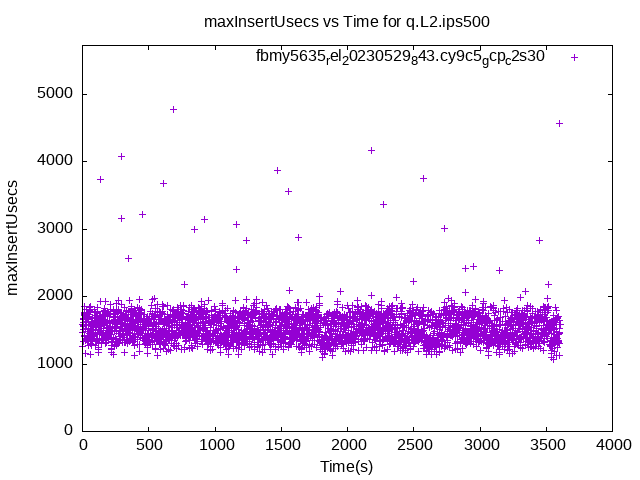 maxInsertUsecs vs Time for q.L2.ips500
fbmy5635rel20230529843.cy9c5gcpc2s30
5000
4000
3000
2000
1000
0
maxInsertUsecs
0 500 1000 1500 2000 2500 3000 3500 4000
Time(s)